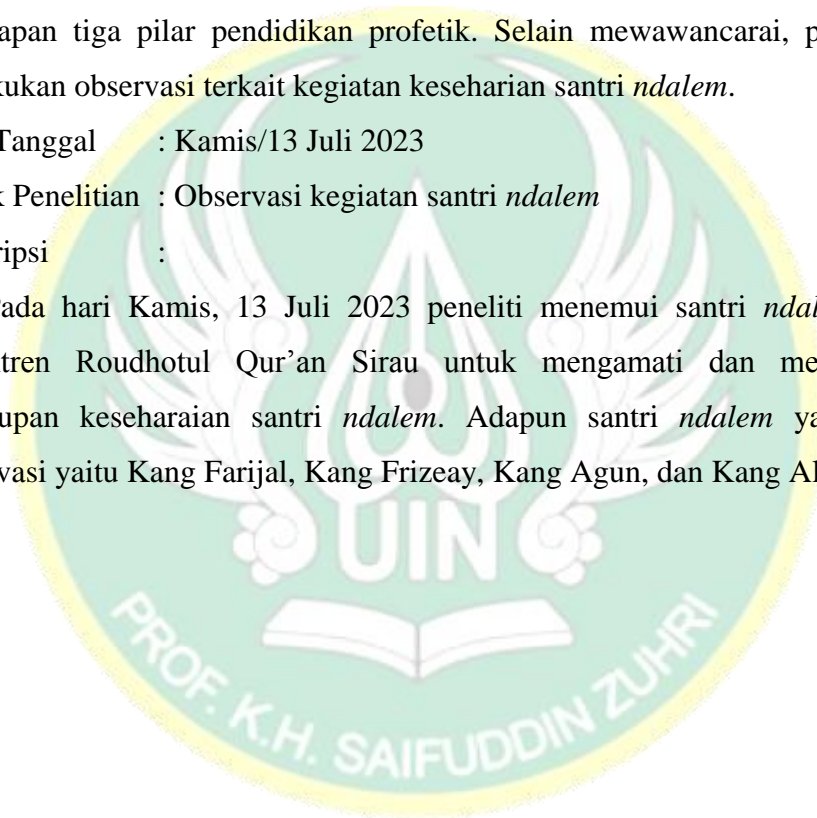 apan tiga pilar pendidikan profetik. Selain mewawancarai, p
kukan observasi terkait kegiatan keseharian santri ndalem.
Tanggal : Kamis/13 Juli 2023
k Penelitian : Observasi kegiatan santri ndalem
ripsi :
Pada hari Kamis, 13 Juli 2023 peneliti menemui santri ndal
ntren Roudhotul Qur’an Sirau untuk mengamati dan me
upan keseharaian santri ndalem. Adapun santri ndalem ya
vasi yaitu Kang Farijal, Kang Frizeay, Kang Agun, dan Kang Al
UIN
PROF. K.H. SAIFUDDIN ZUHRI